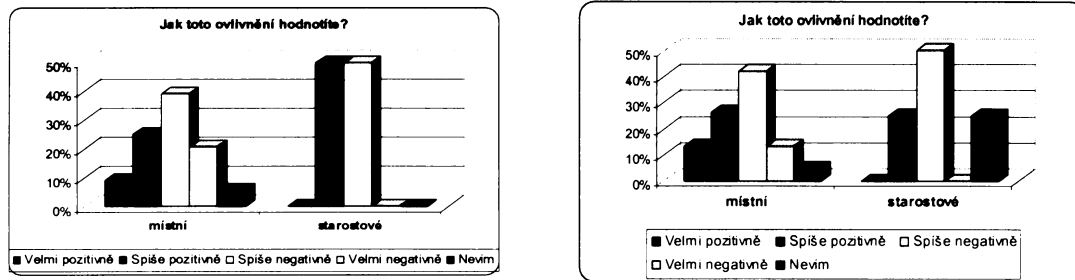 Jak toto ovlivnění hodnotíte?
50%
40%
30%
20%
10%
0%
místní
starostové
Velmi pozitivně Spíše pozitivně Spíše negativně Velmi negativně Nevím
Jak toto ovlivnění hodnotíte?
50%
40%
30%
20%
10%
0%
místní
starostové
Velmi pozitivně Spíše pozitivně Spíše negativně
Velmi negativně Nevím